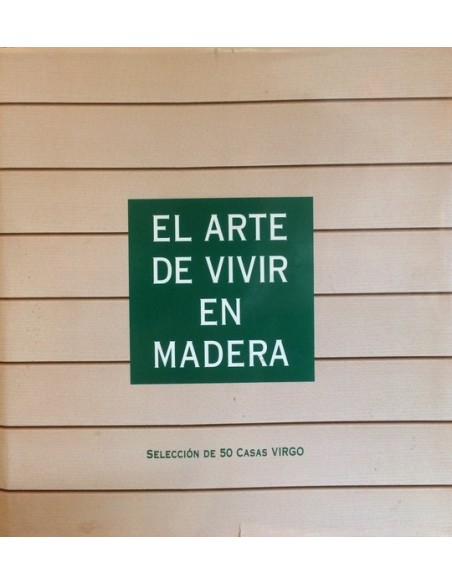 EL ARTE
DE VIVIR
EN
MADERA
SELECCIÓN DE 50 CASAS VIRGO